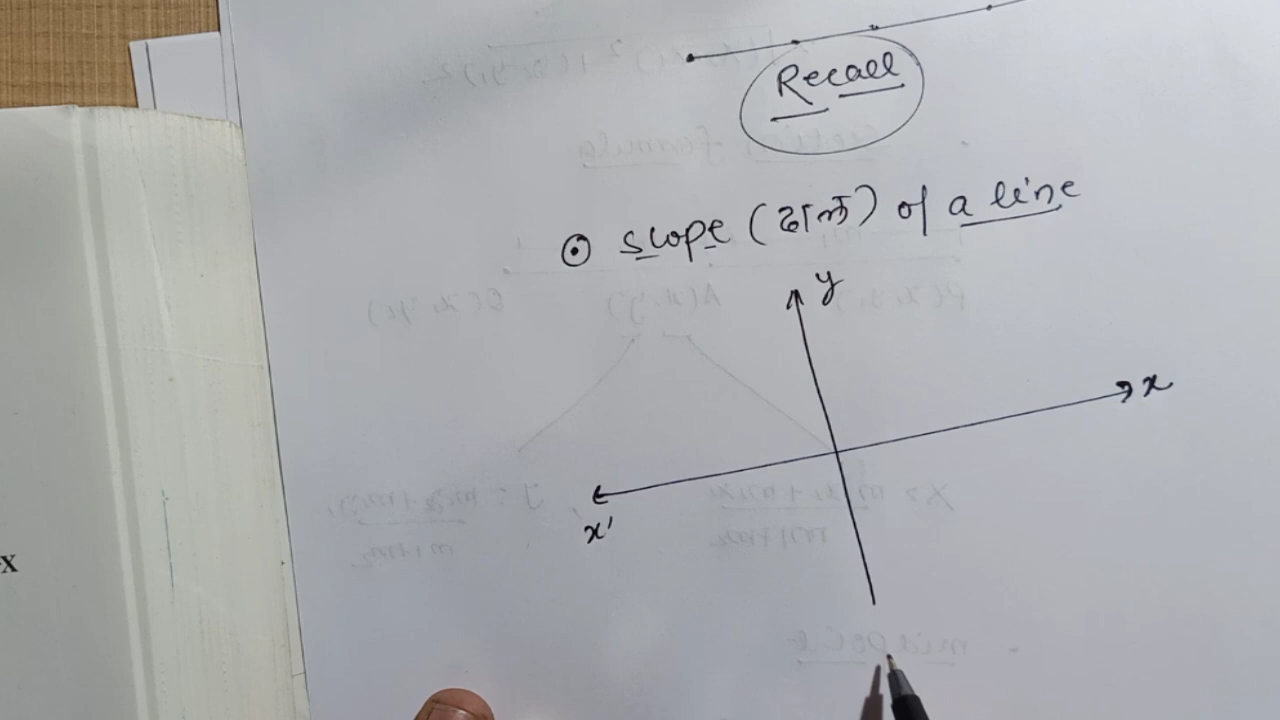 Recall
⊙ slope (ढाल) of a line
y
x
x'
x